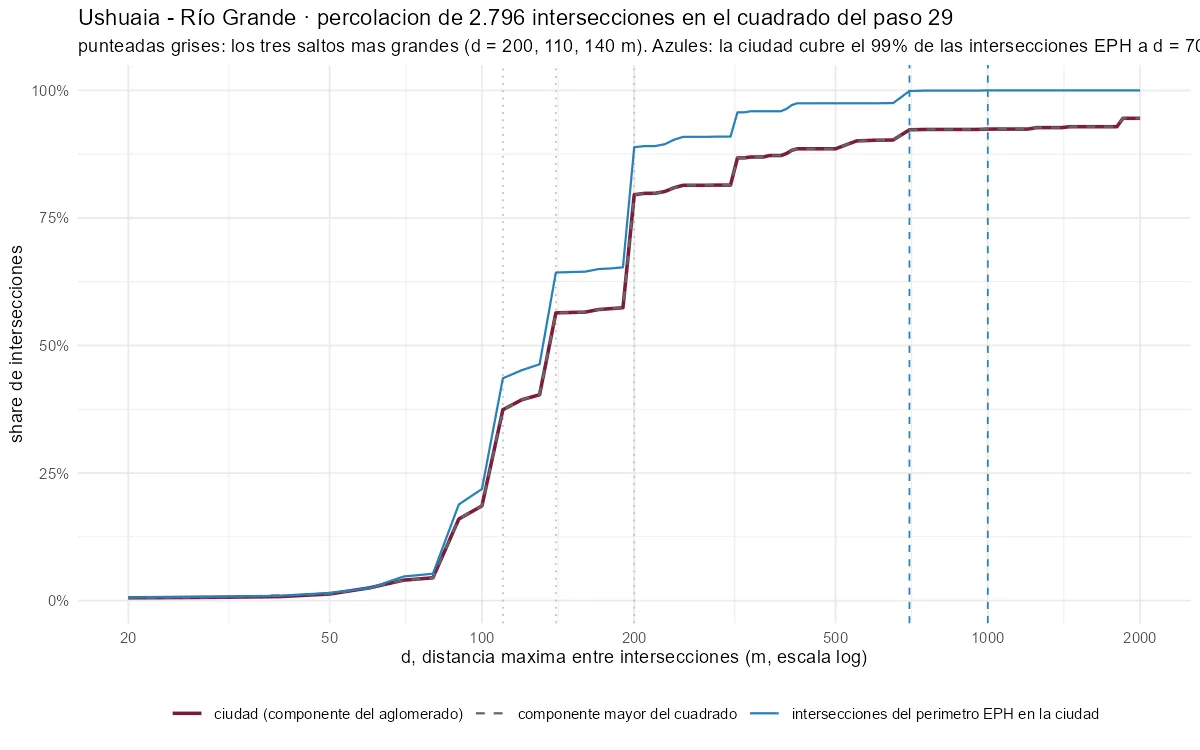 Ushuaia - Río Grande · percolacion de 2.796 intersecciones en el cuadrado del paso 29
punteadas grises: los tres saltos mas grandes (d = 200, 110, 140 m). Azules: la ciudad cubre el 99% de las intersecciones EPH a d = 70
100%
75%
50%
25%
0%
share de intersecciones
20
50
100
200
500
1000
2000
d, distancia maxima entre intersecciones (m, escala log)
ciudad (componente del aglomerado)
componente mayor del cuadrado
intersecciones del perimetro EPH en la ciudad